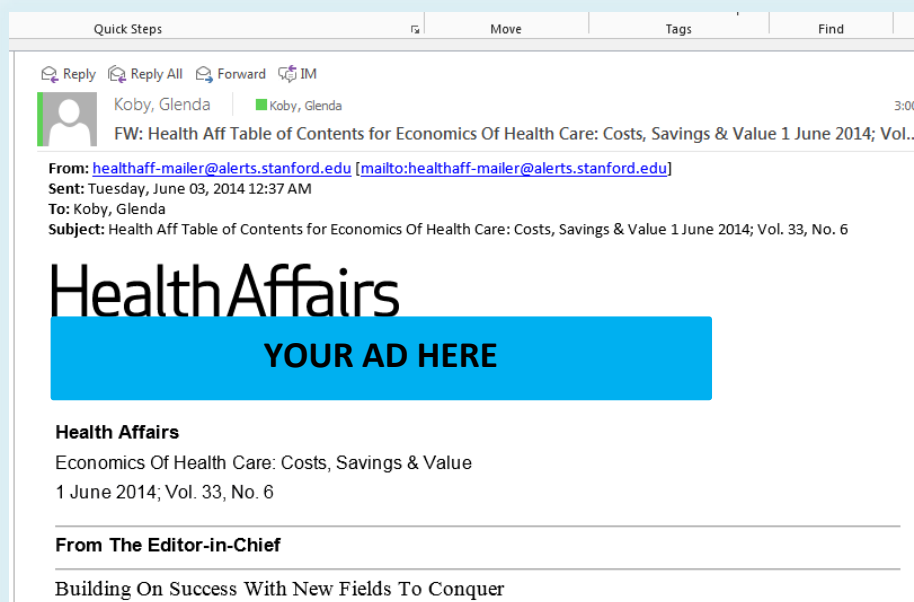 Quick Steps Move Tags Find
Reply Reply All Forward IM
Koby, Glenda Koby, Glenda 3:00
FW: Health Aff Table of Contents for Economics Of Health Care: Costs, Savings & Value 1 June 2014; Vol...
From: healthaff-mailer@alerts.stanford.edu [mailto:healthaff-mailer@alerts.stanford.edu]
Sent: Tuesday, June 03, 2014 12:37 AM
To: Koby, Glenda
Subject: Health Aff Table of Contents for Economics Of Health Care: Costs, Savings & Value 1 June 2014; Vol. 33, No. 6
HealthAffairs
YOUR AD HERE
Health Affairs
Economics Of Health Care: Costs, Savings & Value
1 June 2014; Vol. 33, No. 6
From The Editor-in-Chief
Building On Success With New Fields To Conquer